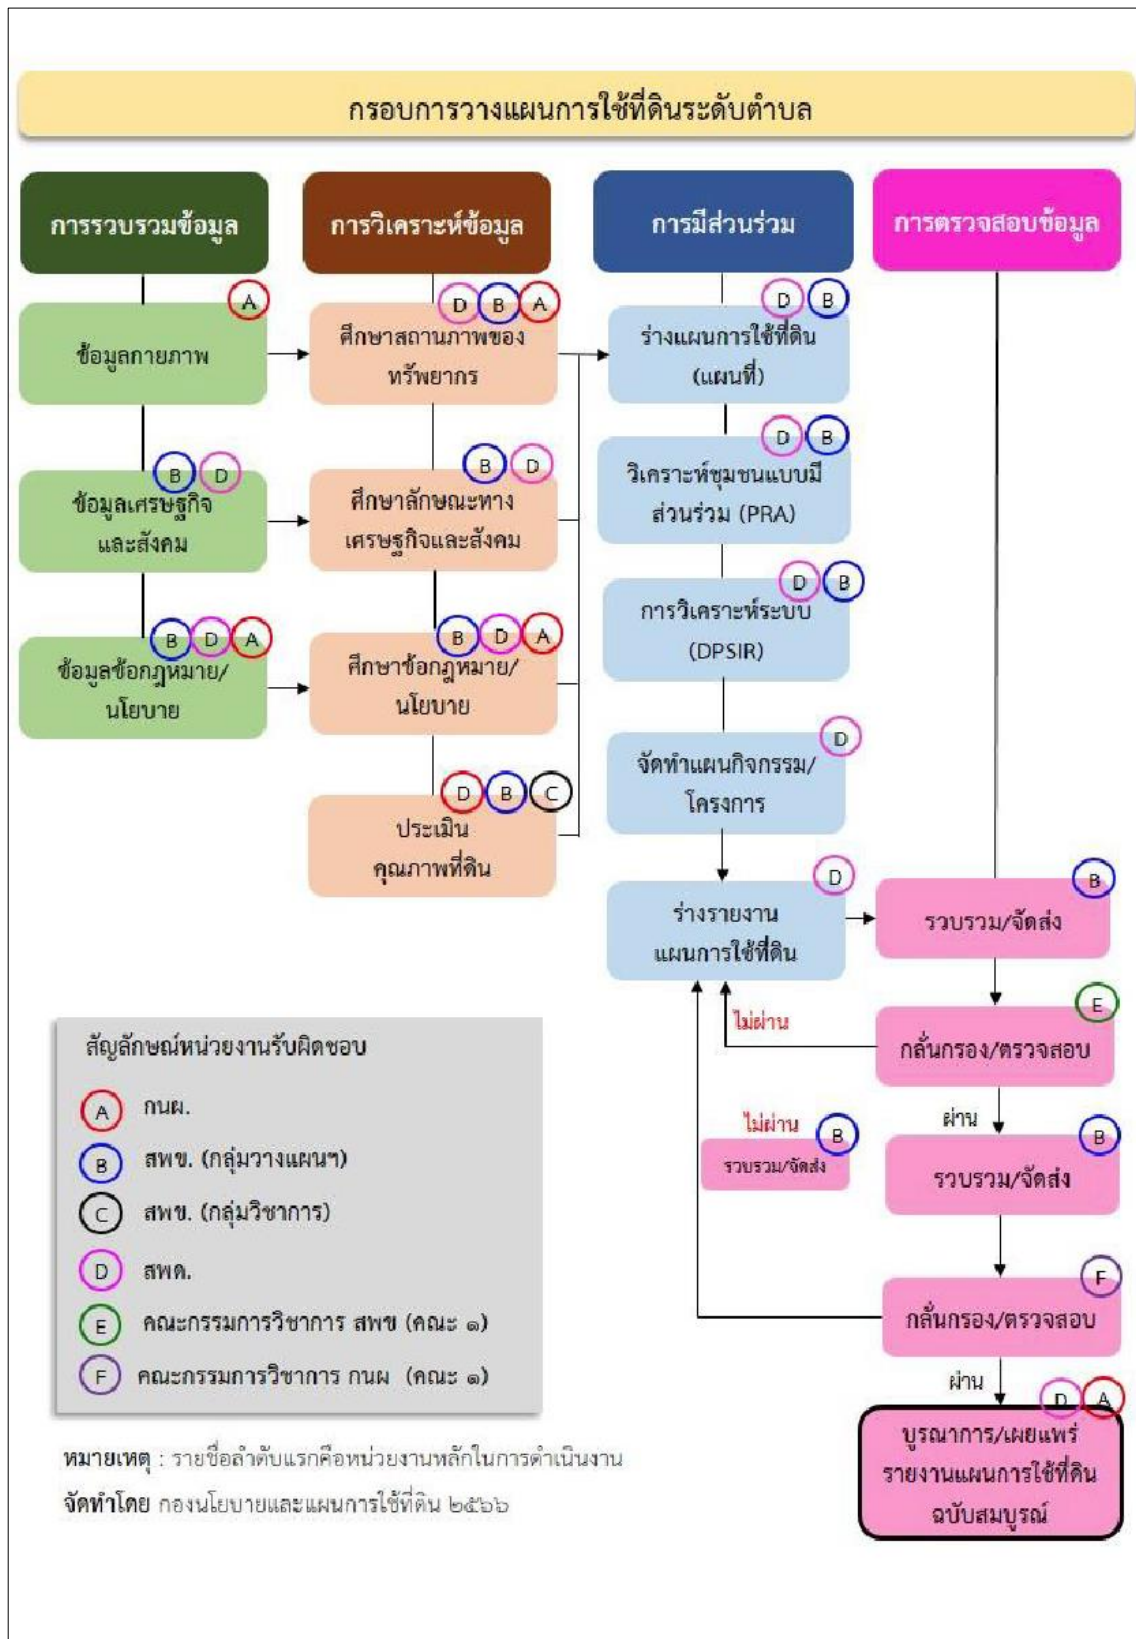 กรอบการวางแผนการใช้ที่ดินระดับตำบล
การรวบรวมข้อมูล
A
ข้อมูลกายภาพ
B D
ข้อมูลเศรษฐกิจ
และสังคม
B D A
ข้อมูลข้อกฎหมาย/
นโยบาย
การวิเคราะห์ข้อมูล
D B A
ศึกษาสถานภาพของ
ทรัพยากร
B D
ศึกษาลักษณะทาง
เศรษฐกิจและสังคม
B D A
ศึกษาข้อกฎหมาย/
นโยบาย
D B C
ประเมิน
คุณภาพที่ดิน
การมีส่วนร่วม
D B
ร่างแผนการใช้ที่ดิน
(แผนที่)
D B
วิเคราะห์ชุมชนแบบมี
ส่วนร่วม (PRA)
D B
การวิเคราะห์ระบบ
(DPSIR)
D
จัดทำแผนกิจกรรม/
โครงการ
D
ร่างรายงาน
แผนการใช้ที่ดิน
การตรวจสอบข้อมูล
B
รวบรวม/จัดส่ง
E
กลั่นกรอง/ตรวจสอบ
ไม่ผ่าน
ผ่าน
B
รวบรวม/จัดส่ง
ไม่ผ่าน
B
รวบรวม/จัดส่ง
F
กลั่นกรอง/ตรวจสอบ
ผ่าน
D A
บูรณาการ/เผยแพร่
รายงานแผนการใช้ที่ดิน
ฉบับสมบูรณ์
สัญลักษณ์หน่วยงานรับผิดชอบ
A กนผ.
B สพข. (กลุ่มวางแผนฯ)
C สพข. (กลุ่มวิชาการ)
D สพด.
E คณะกรรมการวิชาการ สพข (คณะ ๑)
F คณะกรรมการวิชาการ กนผ (คณะ ๑)
หมายเหตุ : รายชื่อลำดับแรกคือหน่วยงานหลักในการดำเนินงาน
จัดทำโดย กองนโยบายและแผนการใช้ที่ดิน ๒๕๖๖